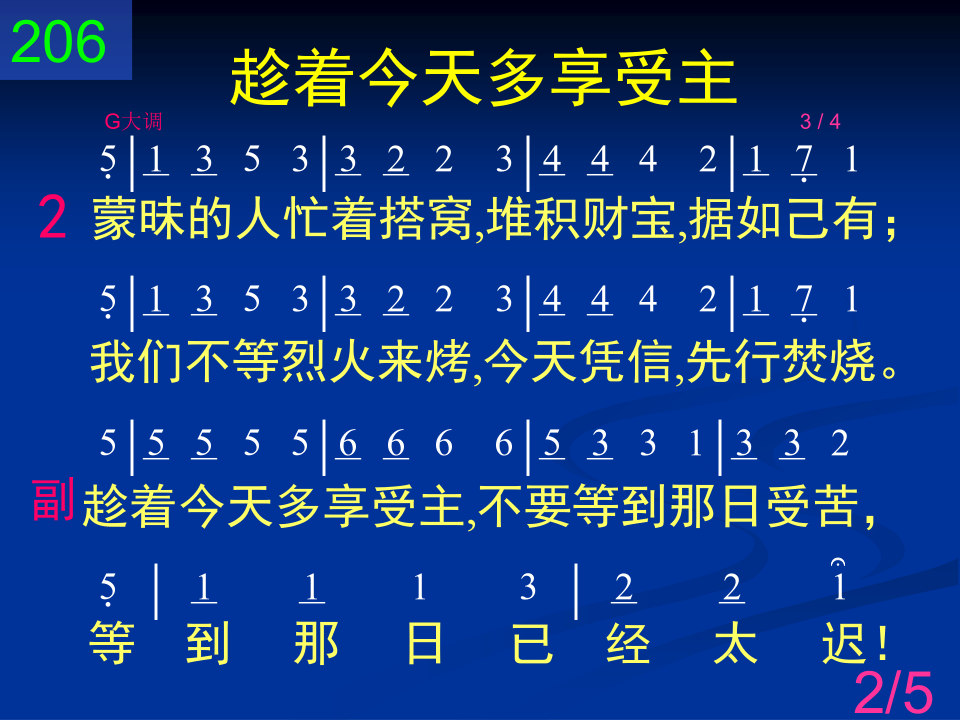 206
趁着今天多享受主
G大调 3 / 4
5̣ | 1̲ 3̲ 5 3 | 3̲ 2̲ 2 3 | 4̲ 4̲ 4 2 | 1̲ 7̲̣ 1
2 蒙昧的人忙着搭窝,堆积财宝,据如己有；
5̣ | 1̲ 3̲ 5 3 | 3̲ 2̲ 2 3 | 4̲ 4̲ 4 2 | 1̲ 7̲̣ 1
我们不等烈火来烤,今天凭信,先行焚烧。
5 | 5̲ 5̲ 5 5 | 6̲ 6̲ 6 6 | 5̲ 3̲ 3 1 | 3̲ 3̲ 2
副 趁着今天多享受主,不要等到那日受苦，
5̣ | 1̲ 1̲ 1 3 | 2̲ 2̲ 1̑
等 到 那 日 已 经 太 迟！
2/5